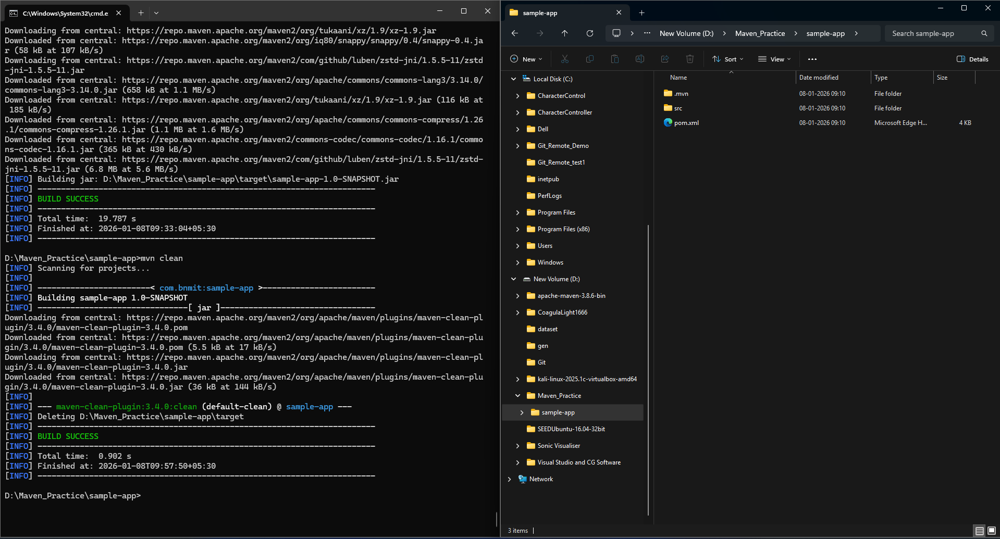 C:\Windows\System32\cmd.e
Downloading from central: https://repo.maven.apache.org/maven2/org/tukaani/xz/1.9/xz-1.9.jar
Downloaded from central: https://repo.maven.apache.org/maven2/org/iq80/snappy/snappy/0.4/snappy-0.4.ja
r (58 kB at 107 kB/s)
Downloading from central: https://repo.maven.apache.org/maven2/com/github/luben/zstd-jni/1.5.5-11/zstd
-jni-1.5.5-11.jar
Downloaded from central: https://repo.maven.apache.org/maven2/org/apache/commons/commons-lang3/3.14.0/
commons-lang3-3.14.0.jar (658 kB at 1.1 MB/s)
Downloaded from central: https://repo.maven.apache.org/maven2/org/tukaani/xz/1.9/xz-1.9.jar (116 kB at
 185 kB/s)
Downloaded from central: https://repo.maven.apache.org/maven2/org/apache/commons/commons-compress/1.26
.1/commons-compress-1.26.1.jar (1.1 MB at 1.6 MB/s)
Downloaded from central: https://repo.maven.apache.org/maven2/commons-codec/commons-codec/1.16.1/commo
ns-codec-1.16.1.jar (365 kB at 430 kB/s)
Downloaded from central: https://repo.maven.apache.org/maven2/com/github/luben/zstd-jni/1.5.5-11/zstd-
jni-1.5.5-11.jar (6.8 MB at 5.6 MB/s)
[INFO] Building jar: D:\Maven_Practice\sample-app\target\sample-app-1.0-SNAPSHOT.jar
[INFO] ------------------------------------------------------------------------
[INFO] BUILD SUCCESS
[INFO] ------------------------------------------------------------------------
[INFO] Total time:  19.787 s
[INFO] Finished at: 2026-01-08T09:33:04+05:30
[INFO] ------------------------------------------------------------------------
D:\Maven_Practice\sample-app>mvn clean
[INFO] Scanning for projects...
[INFO]
[INFO] ------------------------< com.bnmit:sample-app >------------------------
[INFO] Building sample-app 1.0-SNAPSHOT
[INFO] --------------------------------[ jar ]---------------------------------
Downloading from central: https://repo.maven.apache.org/maven2/org/apache/maven/plugins/maven-clean-pl
ugin/3.4.0/maven-clean-plugin-3.4.0.pom
Downloaded from central: https://repo.maven.apache.org/maven2/org/apache/maven/plugins/maven-clean-plu
gin/3.4.0/maven-clean-plugin-3.4.0.pom (5.5 kB at 17 kB/s)
Downloading from central: https://repo.maven.apache.org/maven2/org/apache/maven/plugins/maven-clean-pl
ugin/3.4.0/maven-clean-plugin-3.4.0.jar
Downloaded from central: https://repo.maven.apache.org/maven2/org/apache/maven/plugins/maven-clean-plu
gin/3.4.0/maven-clean-plugin-3.4.0.jar (36 kB at 144 kB/s)
[INFO]
[INFO] --- maven-clean-plugin:3.4.0:clean (default-clean) @ sample-app ---
[INFO] Deleting D:\Maven_Practice\sample-app\target
[INFO] ------------------------------------------------------------------------
[INFO] BUILD SUCCESS
[INFO] ------------------------------------------------------------------------
[INFO] Total time:  0.902 s
[INFO] Finished at: 2026-01-08T09:57:50+05:30
[INFO] ------------------------------------------------------------------------
D:\Maven_Practice\sample-app>
sample-app
New Volume (D:) > Maven_Practice > sample-app >
Search sample-app
New
Sort
View
Details
Local Disk (C:)
CharacterControl
CharacterController
Dell
Git_Remote_Demo
Git_Remote_test1
inetpub
PerfLogs
Program Files
Program Files (x86)
Users
Windows
New Volume (D:)
apache-maven-3.8.6-bin
CoagulaLight1666
dataset
gen
Git
kali-linux-2025.1c-virtualbox-amd64
Maven_Practice
sample-app
SEEDUbuntu-16.04-32bit
Sonic Visualiser
Visual Studio and CG Software
Network
Name Date modified Type Size
.mvn 08-01-2026 09:10 File folder
src 08-01-2026 09:10 File folder
pom.xml 08-01-2026 09:10 Microsoft Edge H... 4 KB
3 items